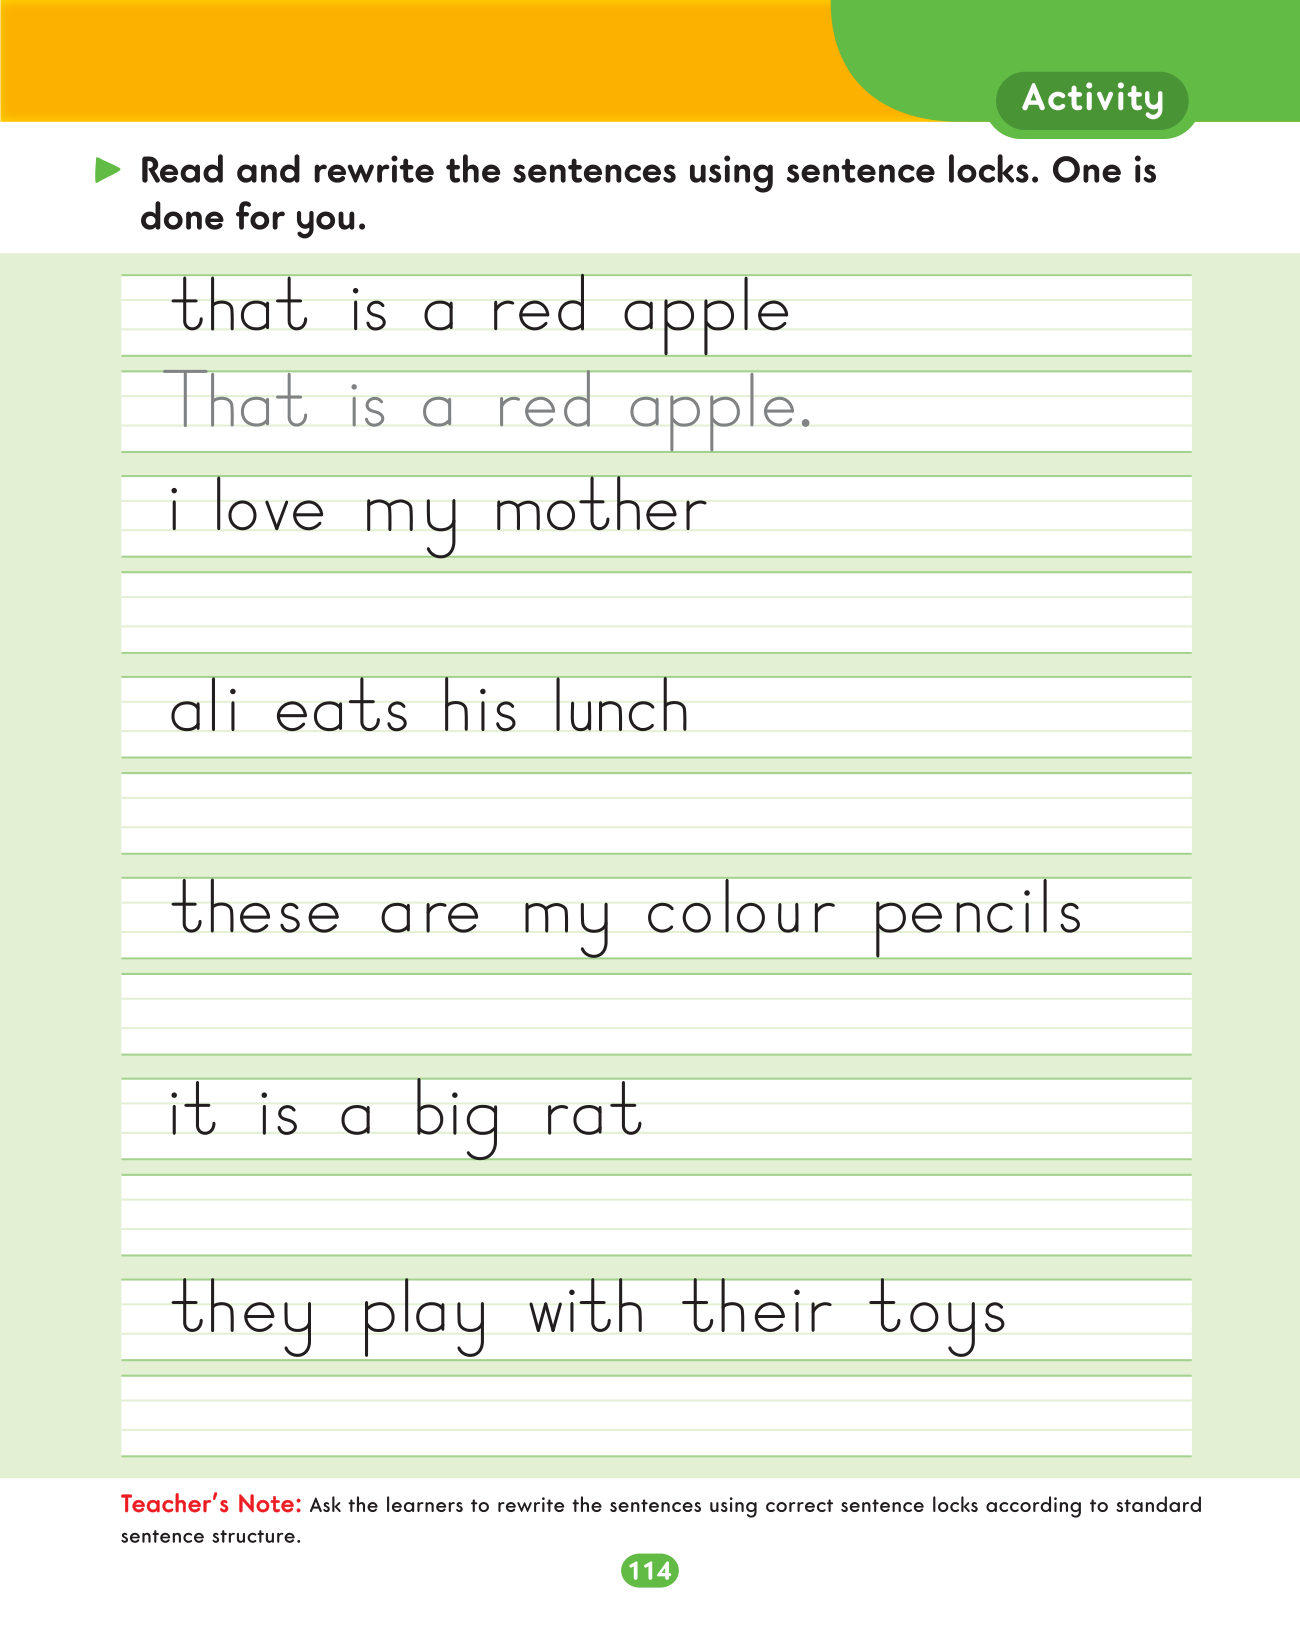 Activity
Read and rewrite the sentences using sentence locks. One is
done for you.
that is a red apple
That is a red apple.
i love my mother
ali eats his lunch
these are my colour pencils
it is a big rat
they play with their toys
Teacher's Note: Ask the learners to rewrite the sentences using correct sentence locks according to standard
sentence structure.
114